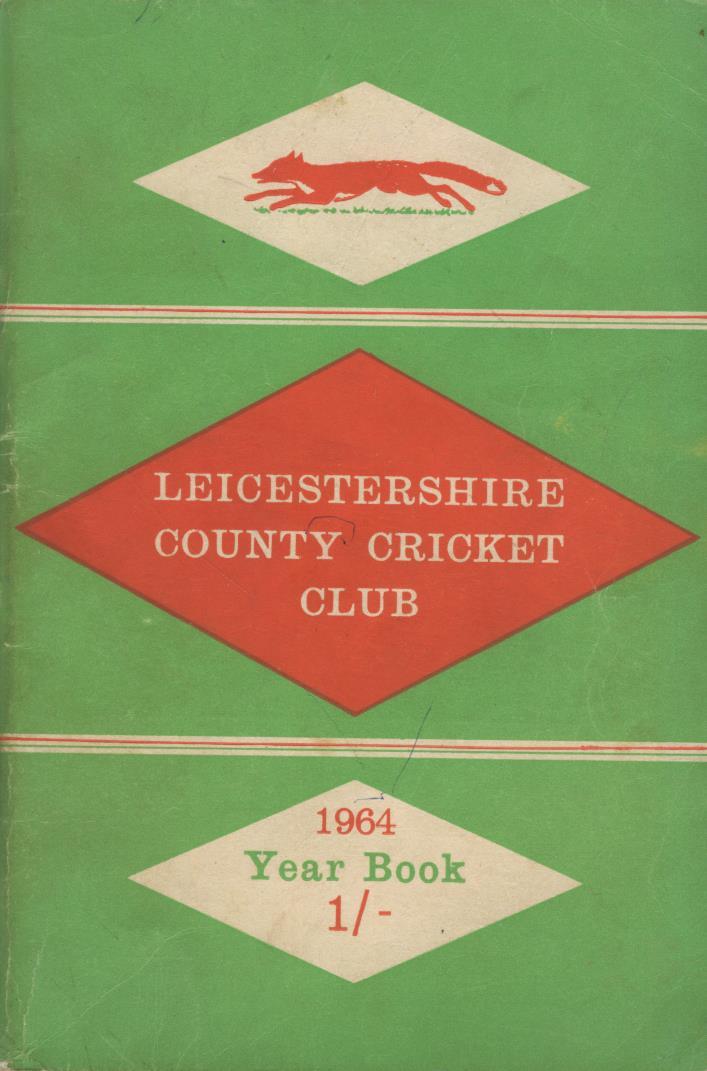 LEICESTERSHIRE
COUNTY CRICKET
CLUB
1964
Year Book
1/-